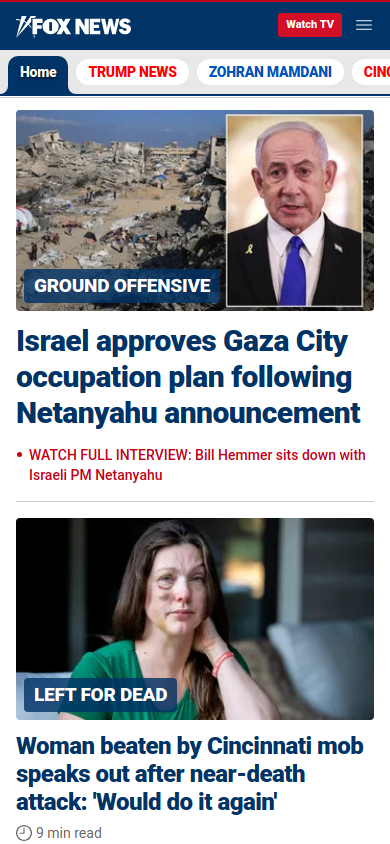 FOX NEWS
Watch TV
Home
TRUMP NEWS
ZOHRAN MAMDANI
GROUND OFFENSIVE
Israel approves Gaza City
occupation plan following
Netanyahu announcement
WATCH FULL INTERVIEW: Bill Hemmer sits down with
Israeli PM Netanyahu
LEFT FOR DEAD
Woman beaten by Cincinnati mob
speaks out after near-death
attack: 'Would do it again'
9 min read